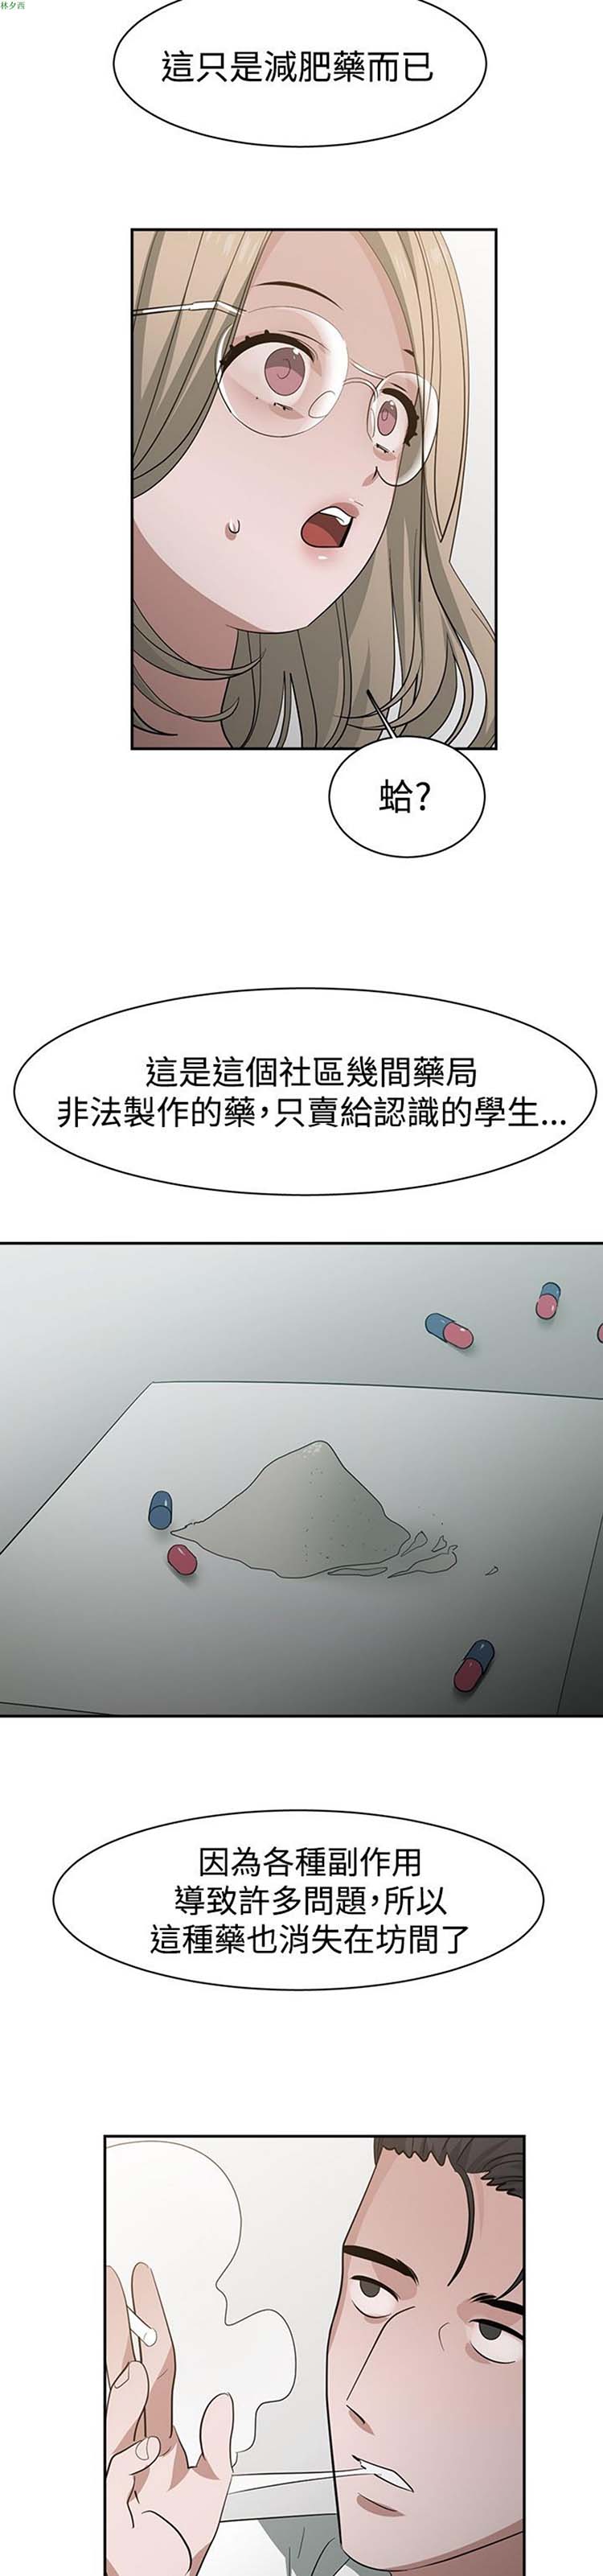 林夕西
這只是減肥藥而已
蛤?
這是這個社區幾間藥局
非法製作的藥,只賣給認識的學生...
因為各種副作用
導致許多問題,所以
這種藥也消失在坊間了